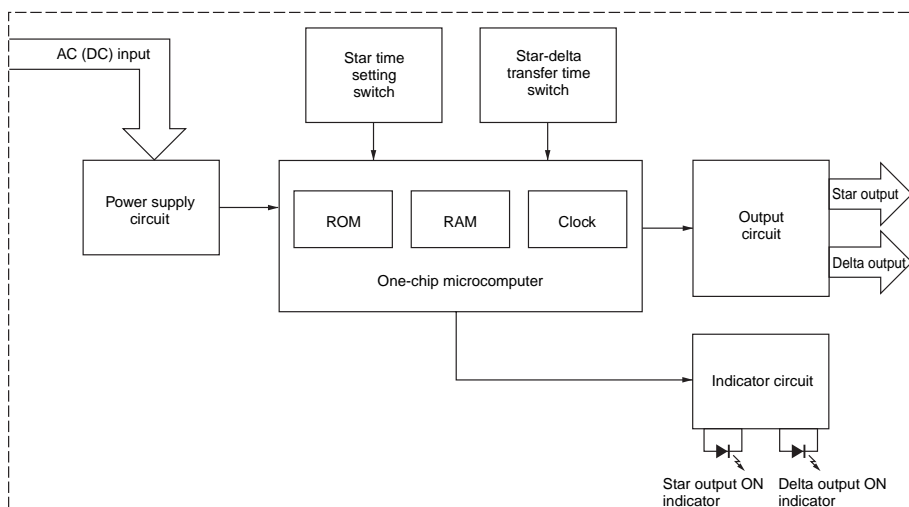 AC (DC) input
Star time
setting
switch
Star-delta
transfer time
switch
Power supply
circuit
ROM
RAM
Clock
One-chip microcomputer
Output
circuit
Star output
Delta output
Indicator circuit
Star output ON
indicator
Delta output ON
indicator